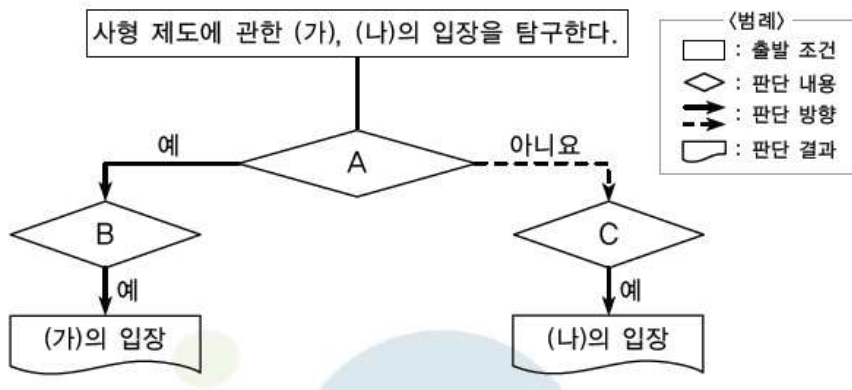 사형 제도에 관한 (가), (나)의 입장을 탐구한다.
〈범례〉
: 출발 조건
: 판단 내용
: 판단 방향
: 판단 결과
예
아니요
A
B
C
예
예
(가)의 입장
(나)의 입장